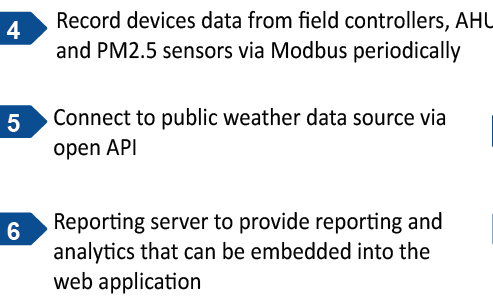 4 Record devices data from field controllers, AHU
and PM2.5 sensors via Modbus periodically
5 Connect to public weather data source via
open API
6 Reporting server to provide reporting and
analytics that can be embedded into the
web application